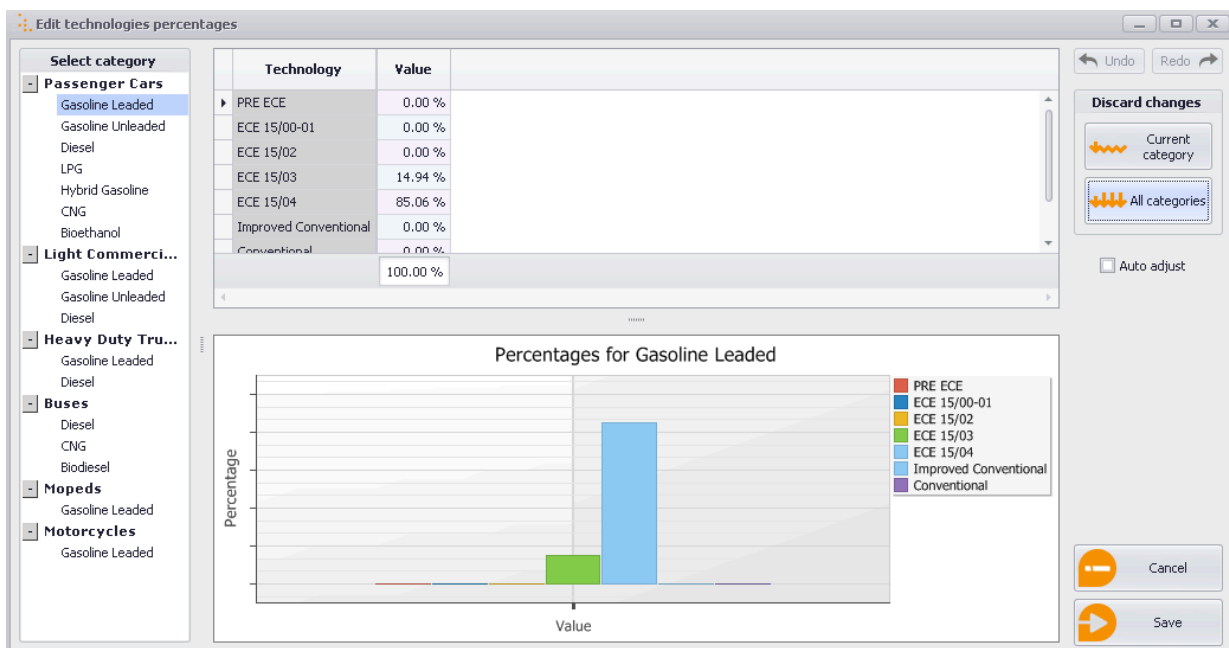 Edit technologies percentages
Select category
- Passenger Cars
Gasoline Leaded
Gasoline Unleaded
Diesel
LPG
Hybrid Gasoline
CNG
Bioethanol
- Light Commerci...
Gasoline Leaded
Gasoline Unleaded
Diesel
- Heavy Duty Tru...
Gasoline Leaded
Diesel
- Buses
Diesel
CNG
Biodiesel
- Mopeds
Gasoline Leaded
- Motorcycles
Gasoline Leaded
Technology Value
PRE ECE 0.00 %
ECE 15/00-01 0.00 %
ECE 15/02 0.00 %
ECE 15/03 14.94 %
ECE 15/04 85.06 %
Improved Conventional 0.00 %
Conventional 0.00 %
100.00 %
Percentages for Gasoline Leaded
Percentage
Value
PRE ECE
ECE 15/00-01
ECE 15/02
ECE 15/03
ECE 15/04
Improved Conventional
Conventional
Undo Redo
Discard changes
Current
category
All categories
Auto adjust
Cancel
Save